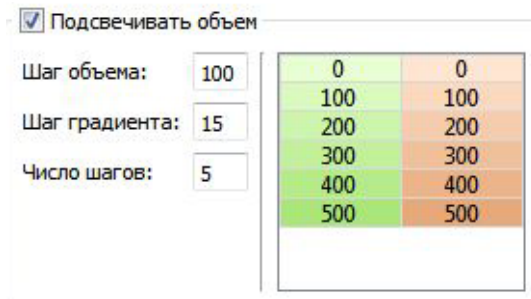 Подсвечивать объем
Шаг объема: 100
Шаг градиента: 15
Число шагов: 5
0 0
100 100
200 200
300 300
400 400
500 500